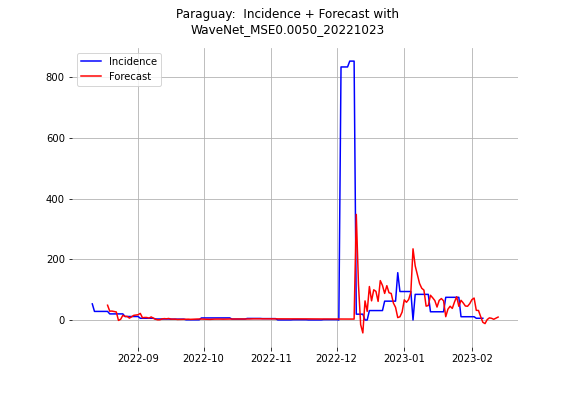 Paraguay:  Incidence + Forecast with
WaveNet_MSE0.0050_20221023
Incidence
Forecast
800
600
400
200
0
2022-09 2022-10 2022-11 2022-12 2023-01 2023-02